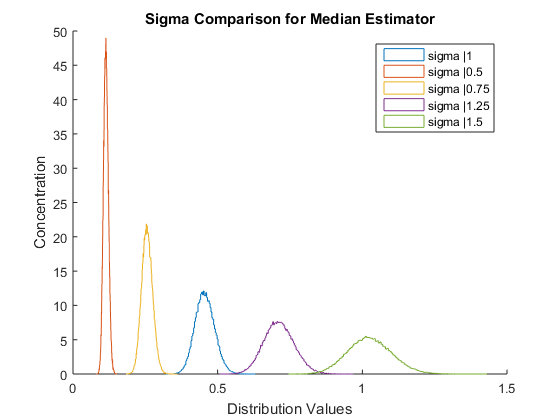 Sigma Comparison for Median Estimator
50
45
40
35
30
25
20
15
10
5
0
Concentration
sigma |1
sigma |0.5
sigma |0.75
sigma |1.25
sigma |1.5
0
0.5
1
1.5
Distribution Values